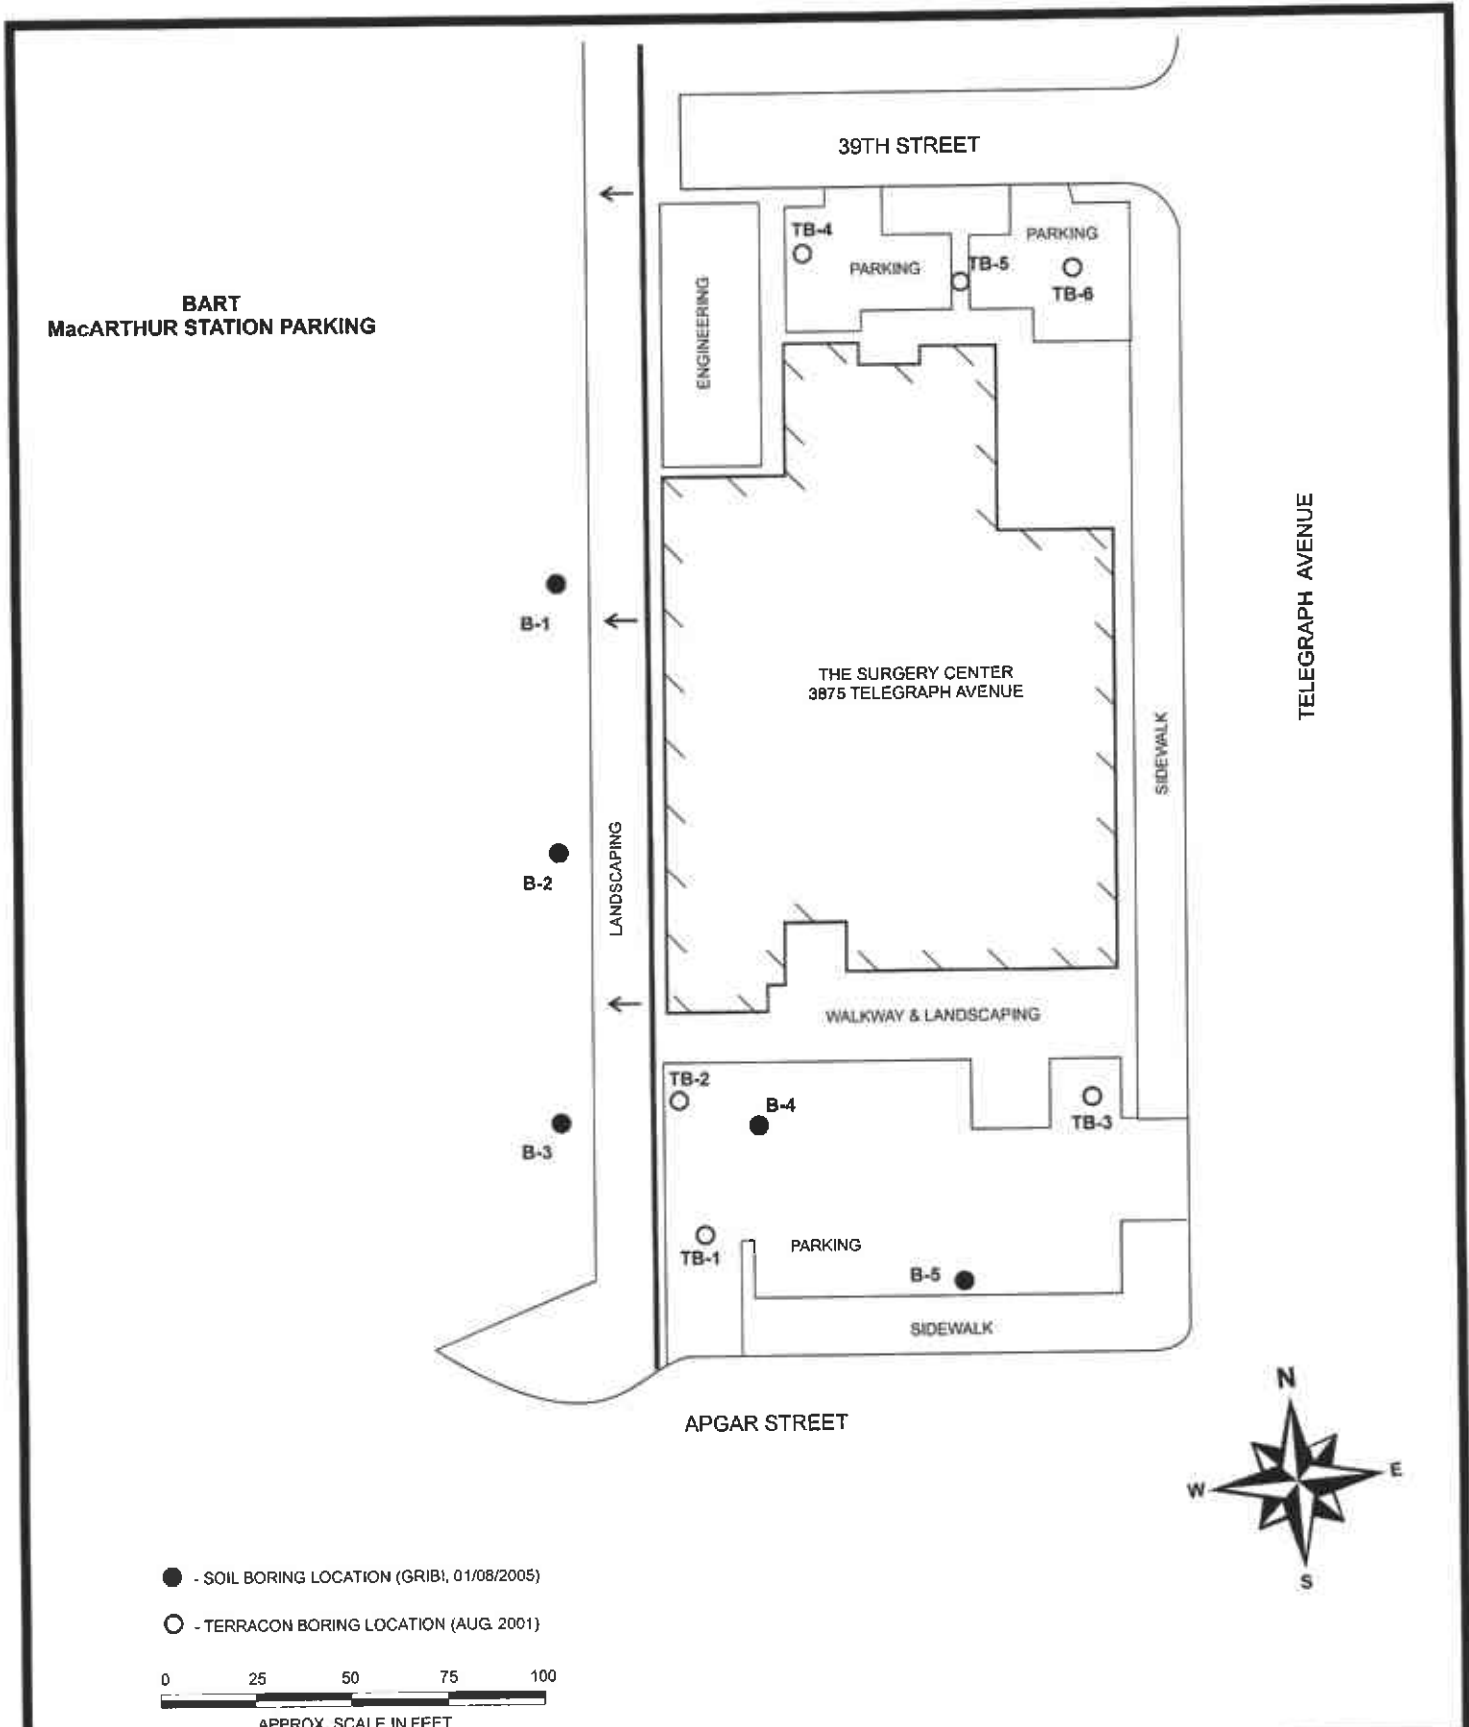 39TH STREET
TB-4
PARKING
TB-5
PARKING
TB-6
BART
MacARTHUR STATION PARKING
ENGINEERING
B-1
THE SURGERY CENTER
3875 TELEGRAPH AVENUE
TELEGRAPH AVENUE
SIDEWALK
LANDSCAPING
B-2
WALKWAY & LANDSCAPING
TB-2
B-4
TB-3
B-3
TB-1
PARKING
B-5
SIDEWALK
APGAR STREET
N
W
E
S
- SOIL BORING LOCATION (GRIBI, 01/08/2005)
- TERRACON BORING LOCATION (AUG. 2001)
0 25 50 75 100
APPROX. SCALE IN FEET